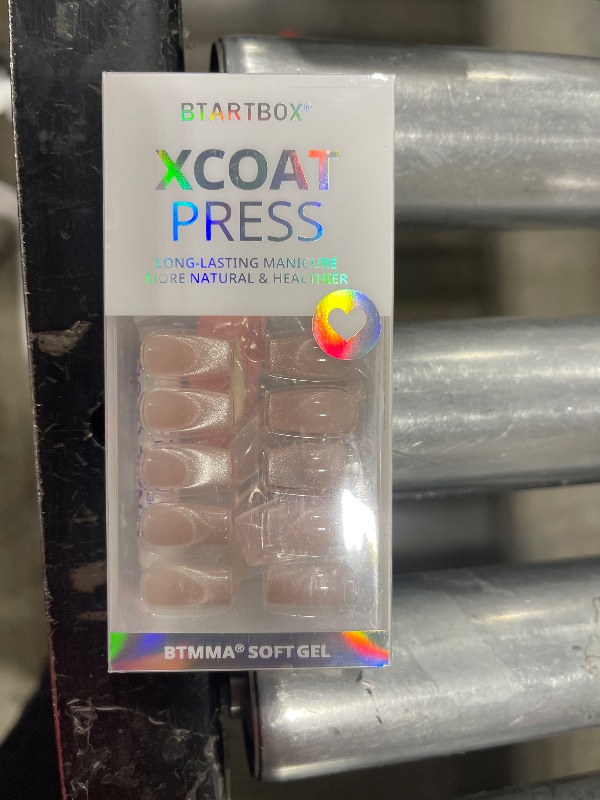 BTARTBOX®
XCOAT
PRESS
LONG-LASTING MANICURE
MORE NATURAL & HEALTHIER
BTMMA® SOFT GEL